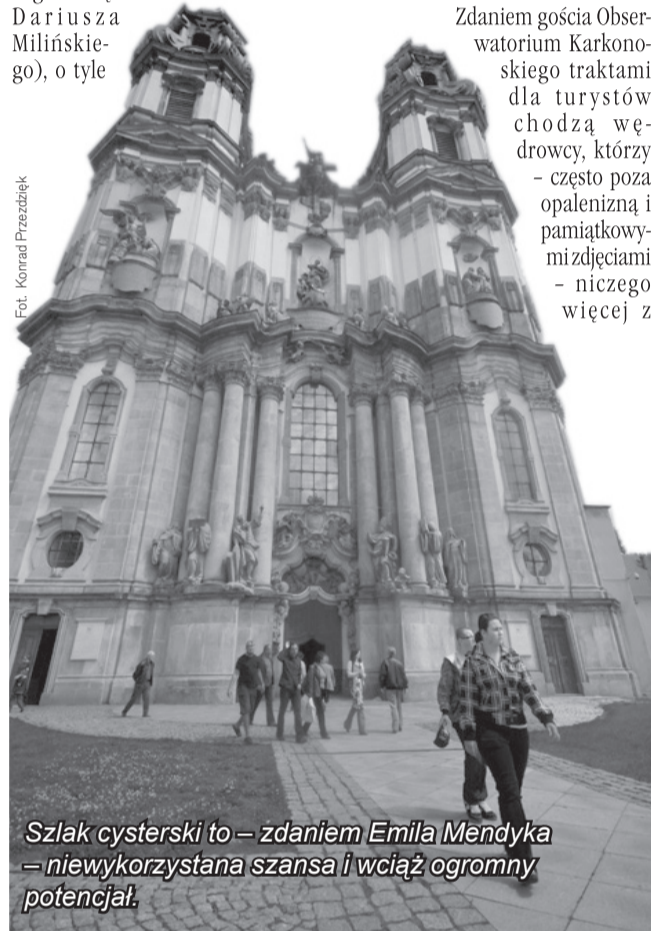 Dariusza
Milińskie-
go), o tyle
Zdaniem gościa Obser-
watorium Karkono-
skiego traktami
dla turystów
chodzą wę-
drowcy, którzy
– często poza
opalenizną i
pamiątkowy-
mi zdjęciami
– niczego
więcej z
Fot. Konrad Przezdzięk
Szlak cysterski to – zdaniem Emila Mendyka
– niewykorzystana szansa i wciąż ogromny
potencjał.